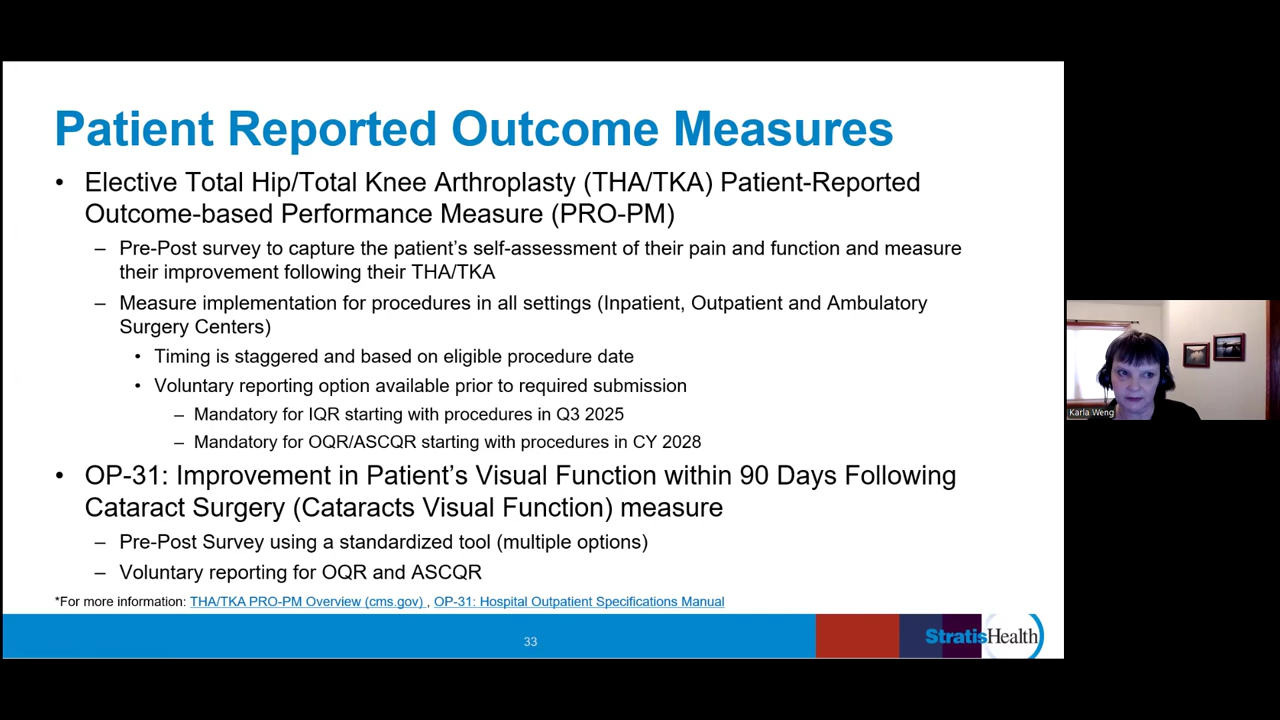 Patient Reported Outcome Measures
• Elective Total Hip/Total Knee Arthroplasty (THA/TKA) Patient-Reported
Outcome-based Performance Measure (PRO-PM)
– Pre-Post survey to capture the patient's self-assessment of their pain and function and measure
their improvement following their THA/TKA
– Measure implementation for procedures in all settings (Inpatient, Outpatient and Ambulatory
Surgery Centers)
• Timing is staggered and based on eligible procedure date
• Voluntary reporting option available prior to required submission
– Mandatory for IQR starting with procedures in Q3 2025
– Mandatory for OQR/ASCQR starting with procedures in CY 2028
• OP-31: Improvement in Patient's Visual Function within 90 Days Following
Cataract Surgery (Cataracts Visual Function) measure
– Pre-Post Survey using a standardized tool (multiple options)
– Voluntary reporting for OQR and ASCQR
*For more information: THA/TKA PRO-PM Overview (cms.gov) , OP-31: Hospital Outpatient Specifications Manual
33
StratisHealth
Karla Weng